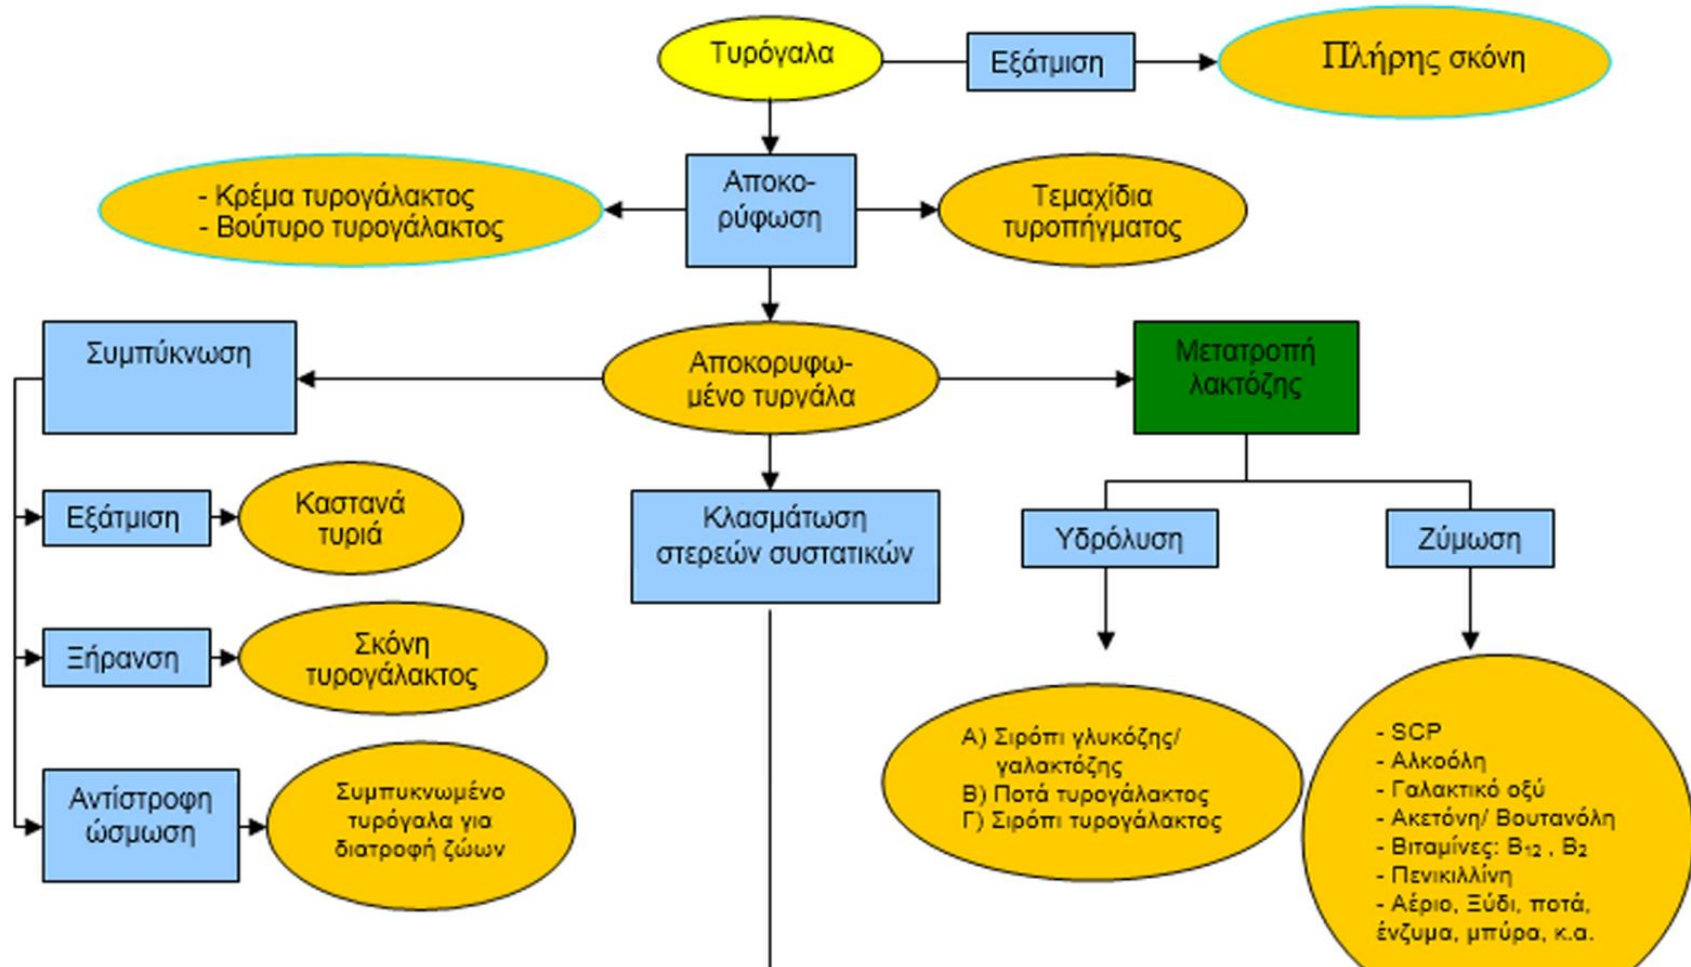 Τυρόγαλα
Εξάτμιση
Πλήρης σκόνη
- Κρέμα τυρογάλακτος
- Βούτυρο τυρογάλακτος
Αποκο-
ρύφωση
Τεμαχίδια
τυροπήγματος
Συμπύκνωση
Αποκορυφω-
μένο τυργάλα
Μετατροπή
λακτόζης
Εξάτμιση
Καστανά
τυριά
Κλασμάτωση
στερεών συστατικών
Υδρόλυση
Ζύμωση
Ξήρανση
Σκόνη
τυρογάλακτος
Αντίστροφη
ώσμωση
Συμπυκνωμένο
τυρόγαλα για
διατροφή ζώων
Α) Σιρόπι γλυκόζης/
γαλακτόζης
Β) Ποτά τυρογάλακτος
Γ) Σιρόπι τυρογάλακτος
- SCP
- Αλκοόλη
- Γαλακτικό οξύ
- Ακετόνη/ Βουτανόλη
- Βιταμίνες: Β₁₂ , Β₂
- Πενικιλλίνη
- Αέριο, Ξύδι, ποτά,
ένζυμα, μπύρα, κ.α.